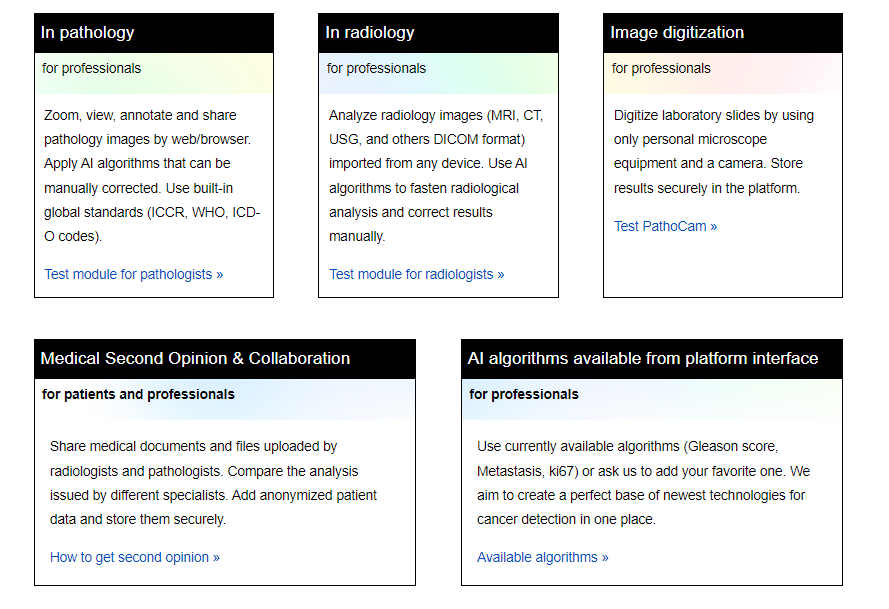 In pathology
for professionals
Zoom, view, annotate and share
pathology images by web/browser.
Apply AI algorithms that can be
manually corrected. Use built-in
global standards (ICCR, WHO, ICD-
O codes).
Test module for pathologists »
In radiology
for professionals
Analyze radiology images (MRI, CT,
USG, and others DICOM format)
imported from any device. Use AI
algorithms to fasten radiological
analysis and correct results
manually.
Test module for radiologists »
Image digitization
for professionals
Digitize laboratory slides by using
only personal microscope
equipment and a camera. Store
results securely in the platform.
Test PathoCam »
Medical Second Opinion & Collaboration
for patients and professionals
Share medical documents and files uploaded by
radiologists and pathologists. Compare the analysis
issued by different specialists. Add anonymized patient
data and store them securely.
How to get second opinion »
AI algorithms available from platform interface
for professionals
Use currently available algorithms (Gleason score,
Metastasis, ki67) or ask us to add your favorite one. We
aim to create a perfect base of newest technologies for
cancer detection in one place.
Available algorithms »